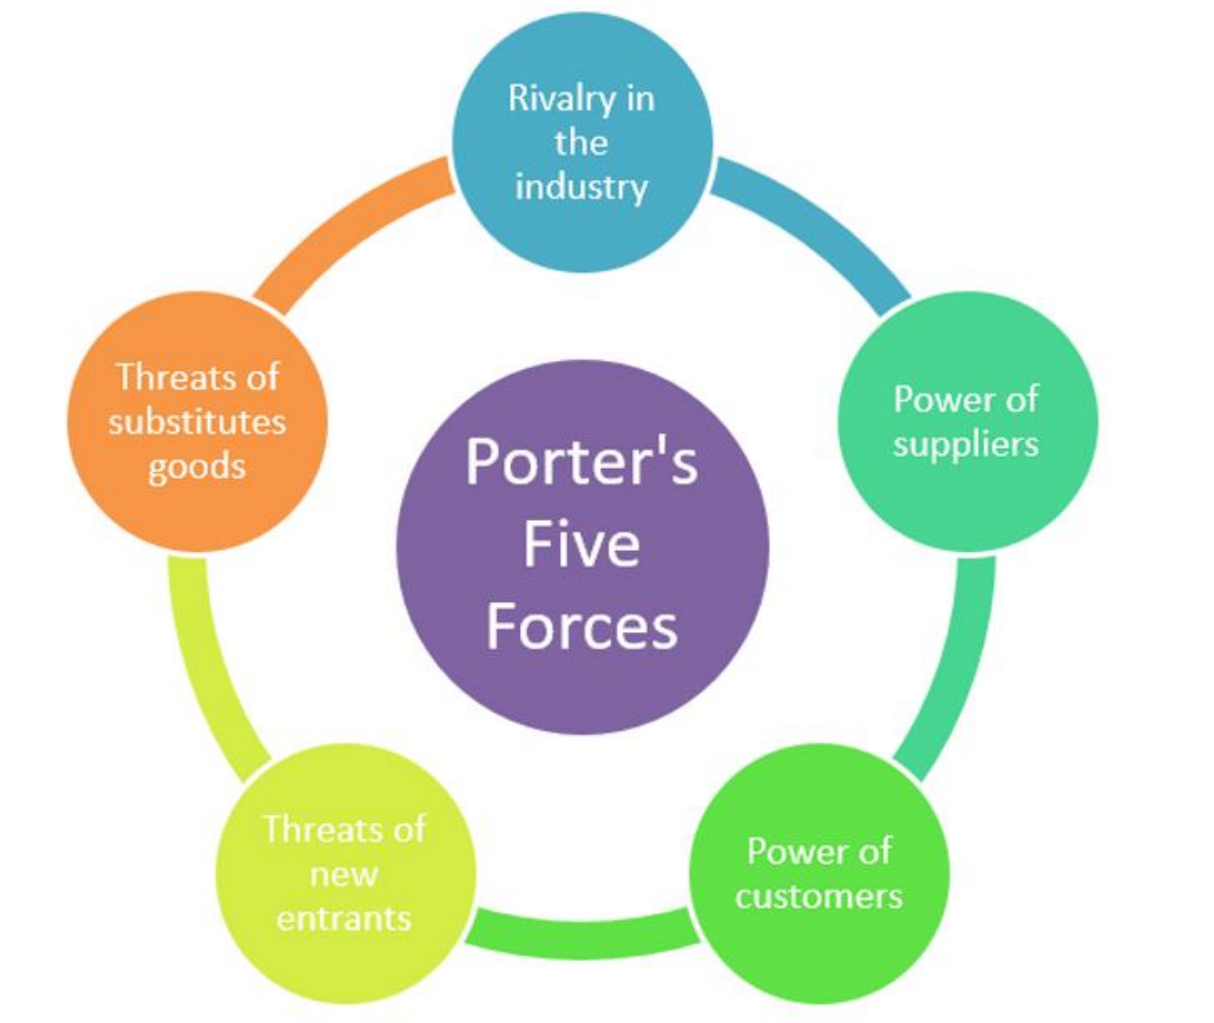 Rivalry in
the
industry
Power of
suppliers
Power of
customers
Threats of
new
entrants
Threats of
substitutes
goods
Porter's
Five
Forces